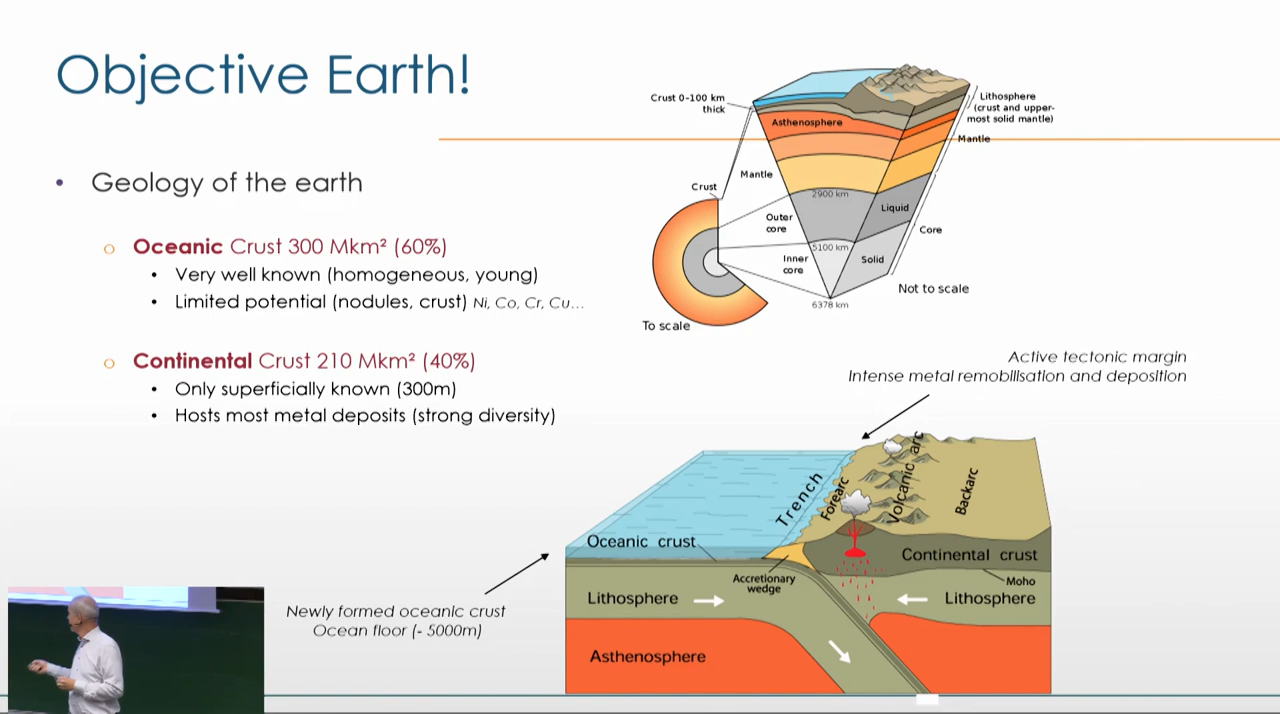 Objective Earth!
• Geology of the earth
o Oceanic Crust 300 Mkm² (60%)
• Very well known (homogeneous, young)
• Limited potential (nodules, crust) Ni, Co, Cr, Cu...
o Continental Crust 210 Mkm² (40%)
• Only superficially known (300m)
• Hosts most metal deposits (strong diversity)
Crust 0-100 km
thick
Asthenosphere
Lithosphere
(crust and upper-
most solid mantle)
Mantle
Mantle
Crust
2900 km
Liquid
Outer
core
Core
5100 km
Inner
core
Solid
Not to scale
6378 km
To scale
Active tectonic margin
Intense metal remobilisation and deposition
Trench
Forearc
Volcanic arc
Backarc
Oceanic crust
Continental crust
Accretionary
wedge
Moho
Lithosphere
Lithosphere
Asthenosphere
Newly formed oceanic crust
Ocean floor (- 5000m)